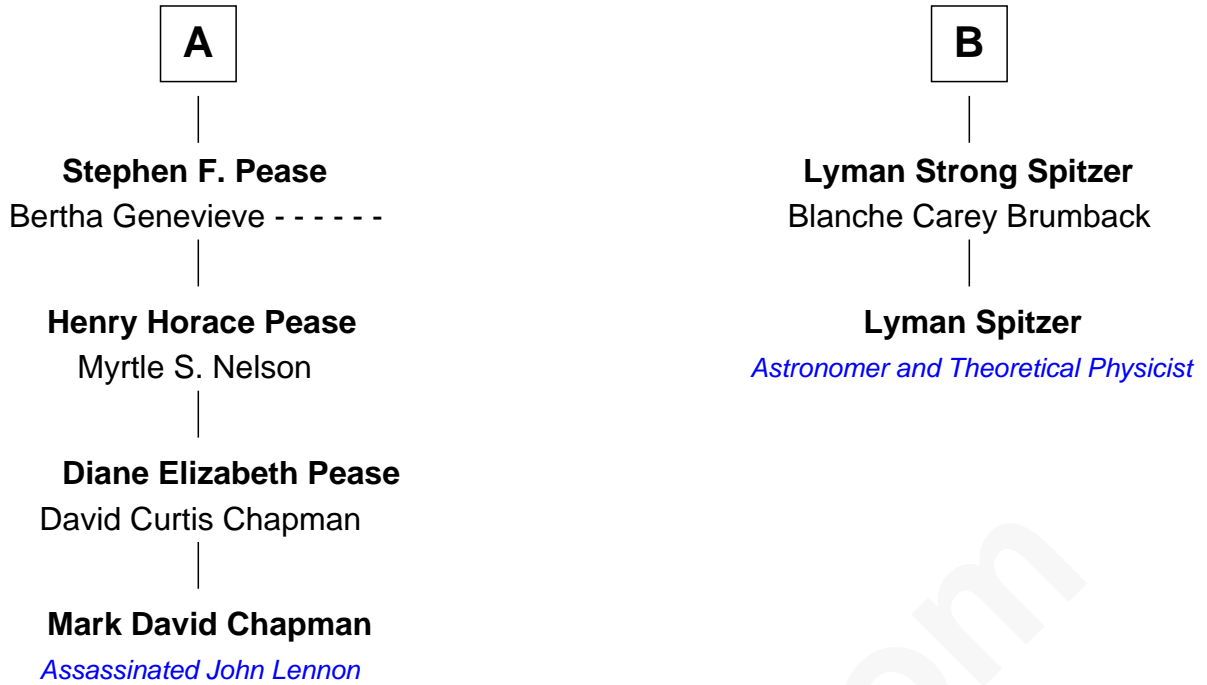 A
Stephen F. Pease
Bertha Genevieve - - - - - -
Henry Horace Pease
Myrtle S. Nelson
Diane Elizabeth Pease
David Curtis Chapman
Mark David Chapman
Assassinated John Lennon
B
Lyman Strong Spitzer
Blanche Carey Brumback
Lyman Spitzer
Astronomer and Theoretical Physicist
om